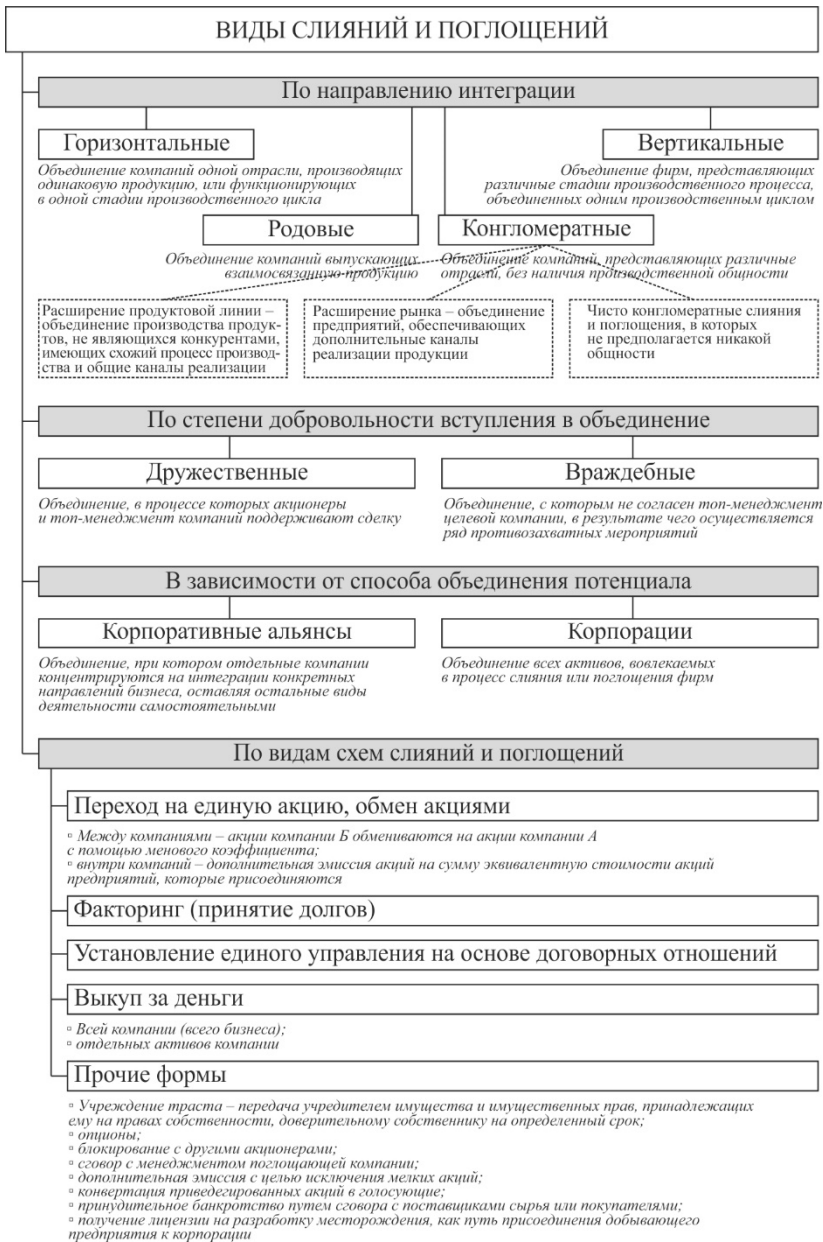 ВИДЫ СЛИЯНИЙ И ПОГЛОЩЕНИЙ
По направлению интеграции
Горизонтальные
Объединение компаний одной отрасли, производящих
одинаковую продукцию, или функционирующих
в одной стадии производственного цикла
Вертикальные
Объединение фирм, представляющих
различные стадии производственного процесса,
объединенных одним производственным циклом
Родовые
Объединение компаний выпускающих
взаимосвязанную продукцию
Конгломератные
Объединение компаний, представляющих различные
отрасли, без наличия производственной общности
Расширение продуктовой линии –
объединение производства продук-
тов, не являющихся конкурентами,
имеющих схожий процесс производ-
ства и общие каналы реализации
Расширение рынка – объединение
предприятий, обеспечивающих
дополнительные каналы
реализации продукции
Чисто конгломератные слияния
и поглощения, в которых
не предполагается никакой
общности
По степени добровольности вступления в объединение
Дружественные
Объединение, в процессе которых акционеры
и топ-менеджмент компаний поддерживают сделку
Враждебные
Объединение, с которым не согласен топ-менеджмент
целевой компании, в результате чего осуществляется
ряд противозахватных мероприятий
В зависимости от способа объединения потенциала
Корпоративные альянсы
Объединение, при котором отдельные компании
концентрируются на интеграции конкретных
направлений бизнеса, оставляя остальные виды
деятельности самостоятельными
Корпорации
Объединение всех активов, вовлекаемых
в процесс слияния или поглощения фирм
По видам схем слияний и поглощений
Переход на единую акцию, обмен акциями
▫ Между компаниями – акции компании Б обмениваются на акции компании А
с помощью менового коэффициента;
▫ внутри компаний – дополнительная эмиссия акций на сумму эквивалентную стоимости акций
предприятий, которые присоединяются
Факторинг (принятие долгов)
Установление единого управления на основе договорных отношений
Выкуп за деньги
▫ Всей компании (всего бизнеса);
▫ отдельных активов компании
Прочие формы
▫ Учреждение траста – передача учредителем имущества и имущественных прав, принадлежащих
ему на правах собственности, доверительному собственнику на определенный срок;
▫ опционы;
▫ блокирование с другими акционерами;
▫ сговор с менеджментом поглощающей компании;
▫ дополнительная эмиссия с целью исключения мелких акций;
▫ конвертация приведегированных акций в голосующие;
▫ принудительное банкротство путем сговора с поставщиками сырья или покупателями;
▫ получение лицензии на разработку месторождения, как путь присоединения добывающего
предприятия к корпорации